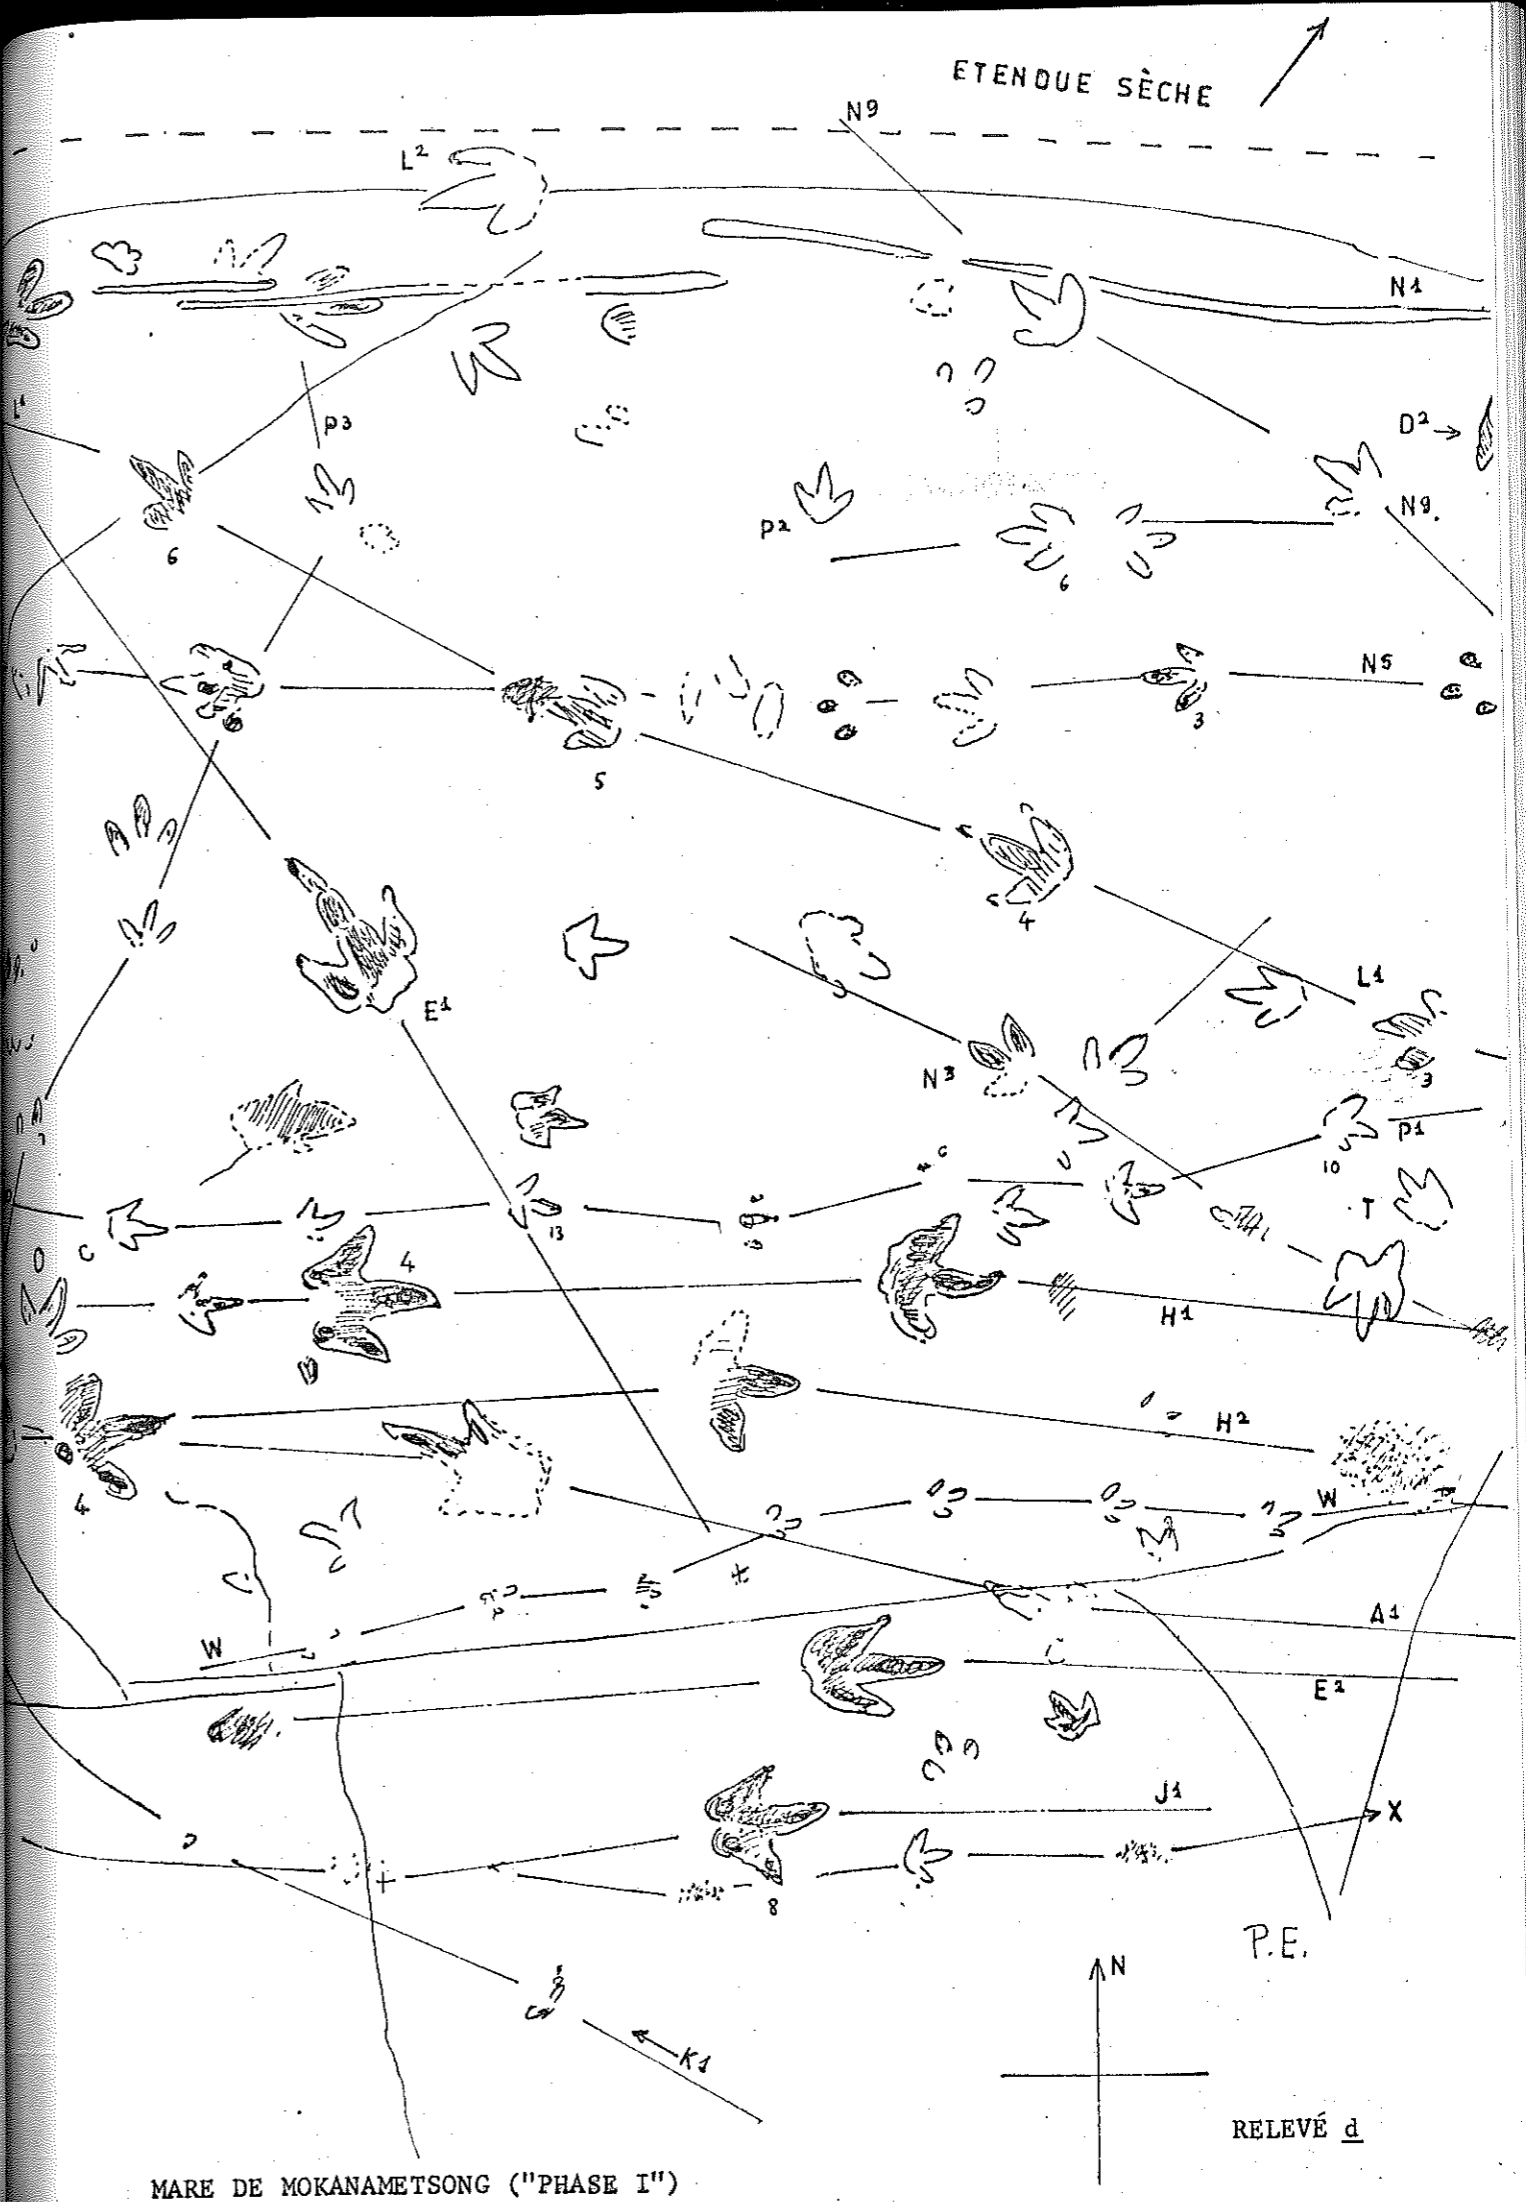 ETENDUE SÈCHE
N9
L2
N1
L1
P3
D2
P2
N9.
6
6
N5
3
5
4
E1
L1
N3
3
P1
10
C
13
T
4
H1
H2
4
W
W
A1
E2
J1
X
8
P.E.
N
K1
RELEVÉ d
MARE DE MOKANAMETSONG ("PHASE I")